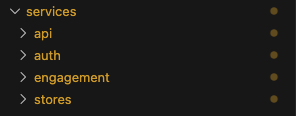 services
api
auth
engagement
stores